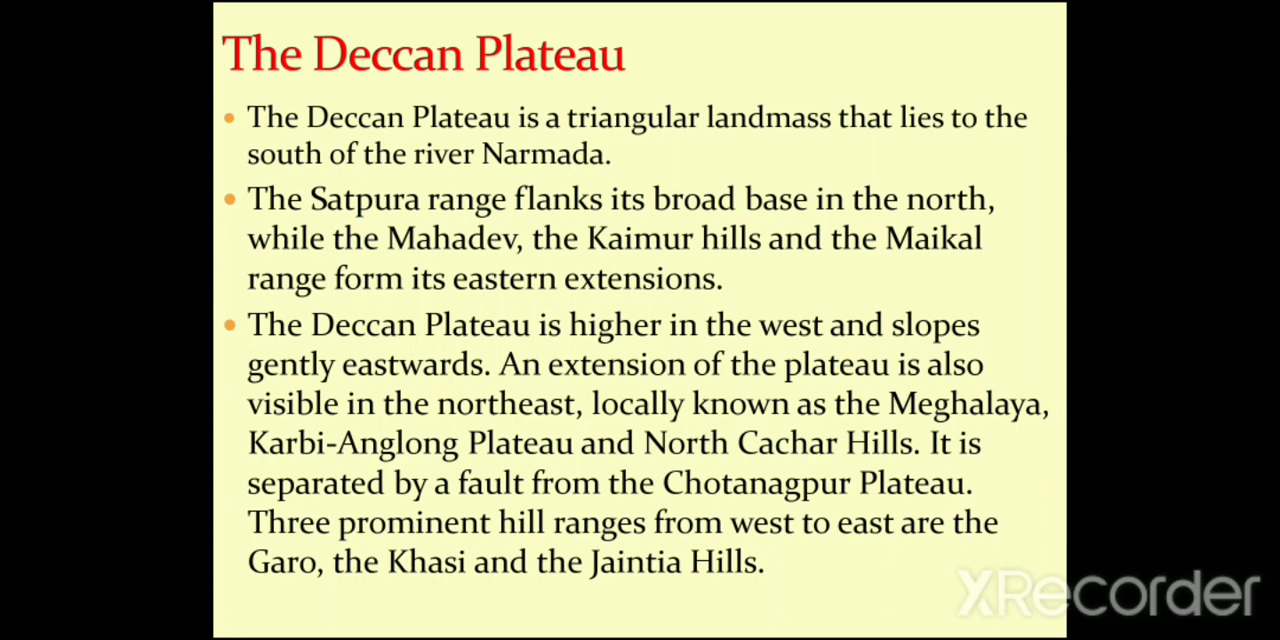 The Deccan Plateau
• The Deccan Plateau is a triangular landmass that lies to the
south of the river Narmada.
• The Satpura range flanks its broad base in the north,
while the Mahadev, the Kaimur hills and the Maikal
range form its eastern extensions.
• The Deccan Plateau is higher in the west and slopes
gently eastwards. An extension of the plateau is also
visible in the northeast, locally known as the Meghalaya,
Karbi-Anglong Plateau and North Cachar Hills. It is
separated by a fault from the Chotanagpur Plateau.
Three prominent hill ranges from west to east are the
Garo, the Khasi and the Jaintia Hills.
XRecorder